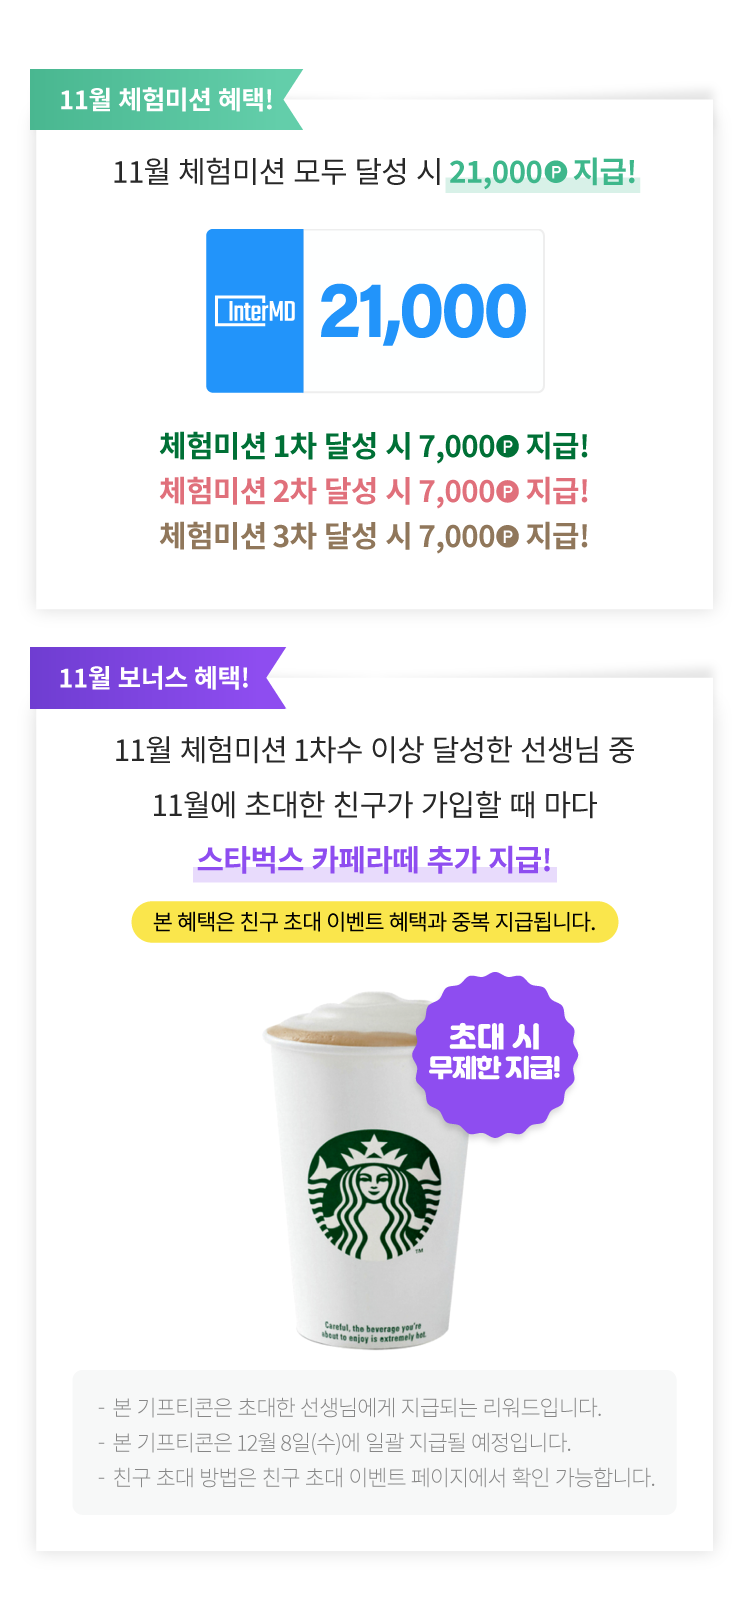 11월 체험미션 혜택!
11월 체험미션 모두 달성 시 21,000Ⓟ 지급!
InterMD 21,000
체험미션 1차 달성 시 7,000Ⓟ 지급!
체험미션 2차 달성 시 7,000Ⓟ 지급!
체험미션 3차 달성 시 7,000Ⓟ 지급!
11월 보너스 혜택!
11월 체험미션 1차수 이상 달성한 선생님 중
11월에 초대한 친구가 가입할 때 마다
스타벅스 카페라떼 추가 지급!
본 혜택은 친구 초대 이벤트 혜택과 중복 지급됩니다.
초대 시
무제한 지급!
TM
Careful, the beverage you're
about to enjoy is extremely hot.
- 본 기프티콘은 초대한 선생님에게 지급되는 리워드입니다.
- 본 기프티콘은 12월 8일(수)에 일괄 지급될 예정입니다.
- 친구 초대 방법은 친구 초대 이벤트 페이지에서 확인 가능합니다.